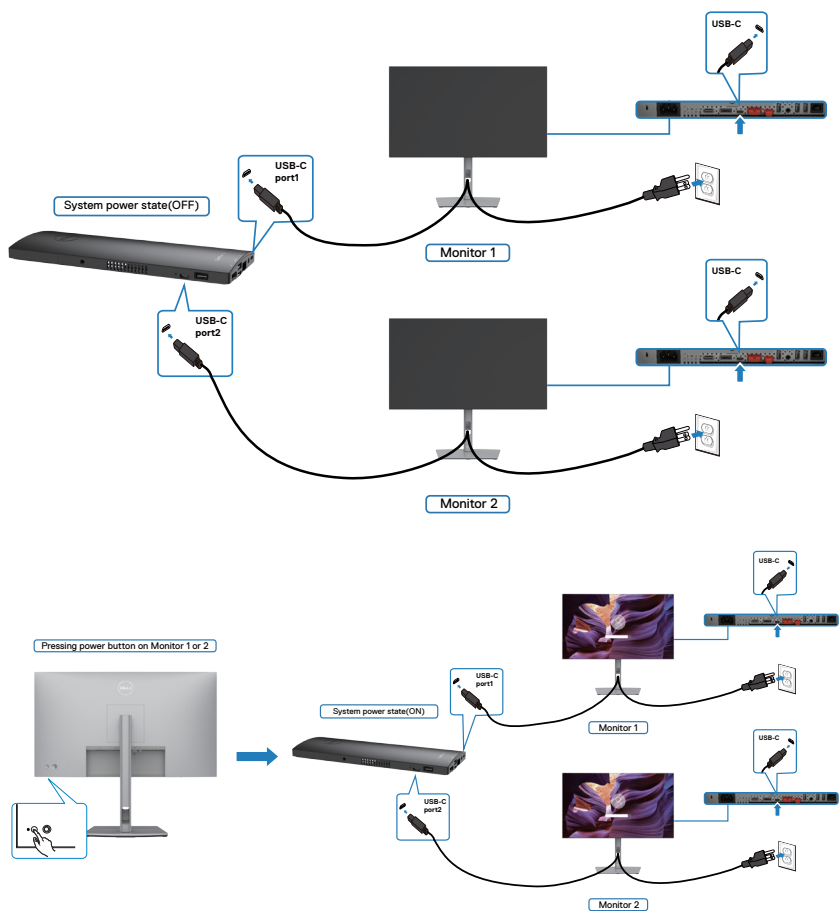 USB-C
USB-C
port1
System power state(OFF)
Monitor 1
USB-C
USB-C
port2
Monitor 2
USB-C
Pressing power button on Monitor 1 or 2
DELL
USB-C
port1
System power state(ON)
Monitor 1
USB-C
USB-C
port2
Monitor 2